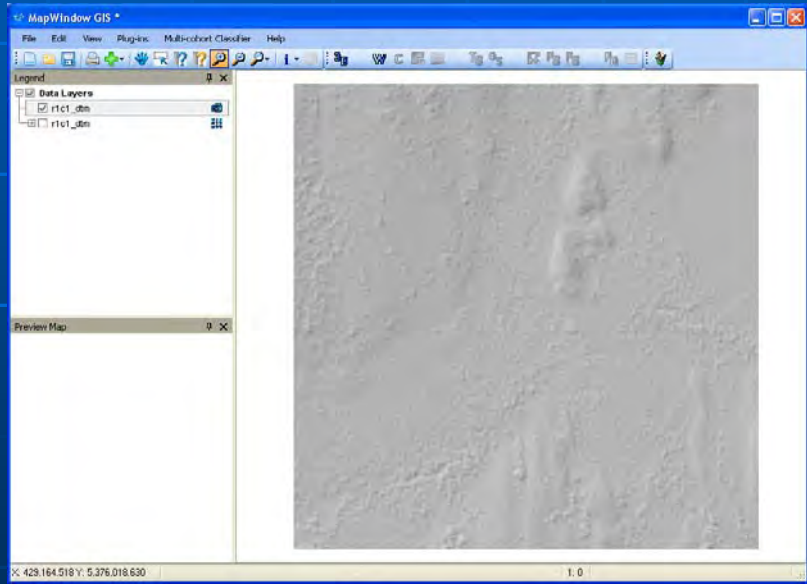 MapWindow GIS *
File Edit View Plug-ins Multi-cohort Classifier Help
Legend
Data Layers
r1c1_dtm
r1c1_dtm
Preview Map
X: 429,164.518 Y: 5,376,018.630
1: 0